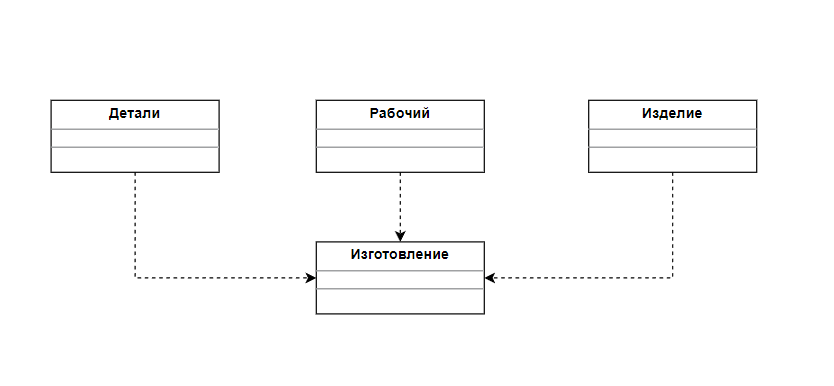 Детали
Рабочий
Изделие
Изготовление